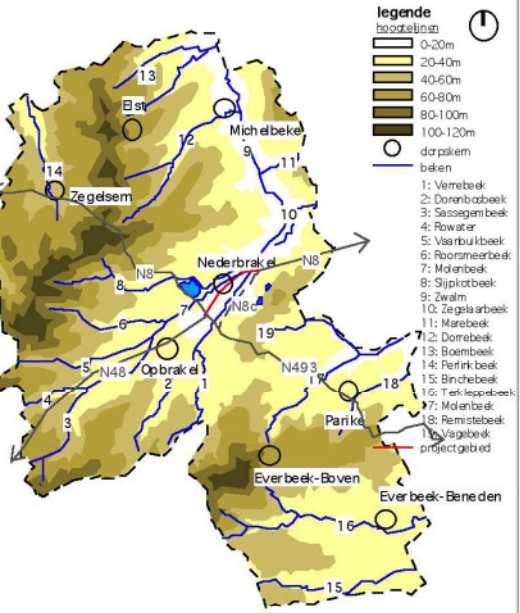 legende
hoogtelijnen
0-20m
20-40m
40-60m
60-80m
80-100m
100-120m
dorpskern
beken
1: Verrebeek
2: Dorenbosbeek
3: Sassegembeek
4: Rowater
5: Vaanbuikbeek
6: Roorsmeerbeek
7: Molenbeek
8: Slijpkotbeek
9: Zwalm
10: Zegelaarbeek
11: Marebeek
12: Dorrebeek
13: Boembeek
14: Perlinkbeek
15: Binchebeek
16: Terkleppebeek
17: Molenbeek
18: Remistebeek
19: Vagebeek
projectgebied
13
Elst
Michelbeke
12
9
11
14
Zegelsem
10
Nederbrakel
N8
N8
8
7
N8c
6
19
Opbrakel
N493
5
N48
2
1
17
18
4
3
Parike
Everbeek-Boven
Everbeek-Beneden
16
15